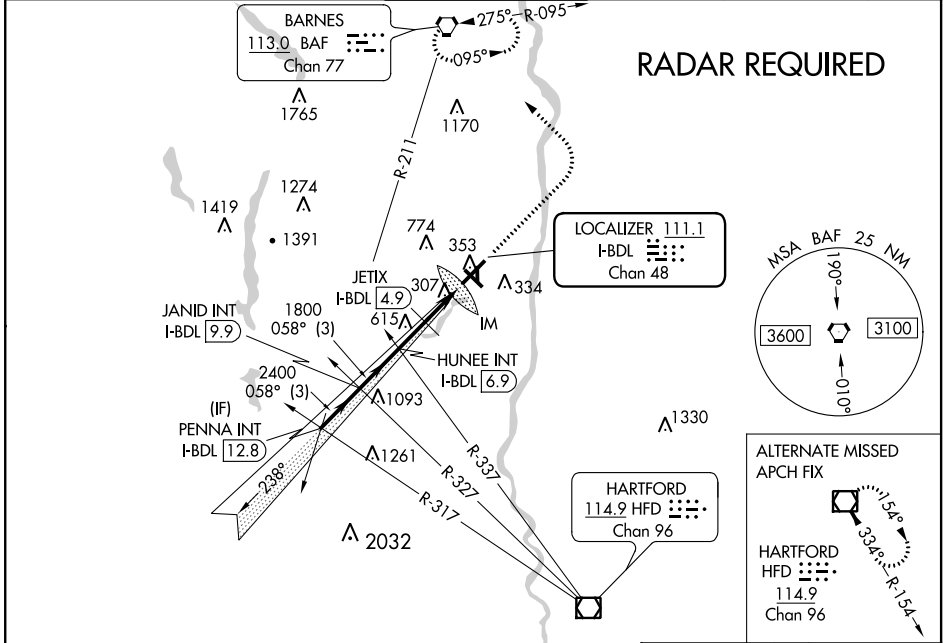 BARNES
113.0 BAF
Chan 77
275°
R-095
095°
RADAR REQUIRED
1765
1170
R-211
1274
1419
1391
774
353
LOCALIZER 111.1
I-BDL
Chan 48
JETIX
I-BDL 4.9
307
334
IM
615
JANID INT
I-BDL 9.9
1800
058° (3)
HUNEE INT
I-BDL 6.9
2400
058° (3)
1093
(IF)
PENNA INT
I-BDL 12.8
1330
1261
238°
R-337
R-327
R-317
2032
HARTFORD
114.9 HFD
Chan 96
MSA BAF 25 NM
190°
3600
3100
010°
ALTERNATE MISSED
APCH FIX
154°
334°
R-154
HARTFORD
HFD
114.9
Chan 96